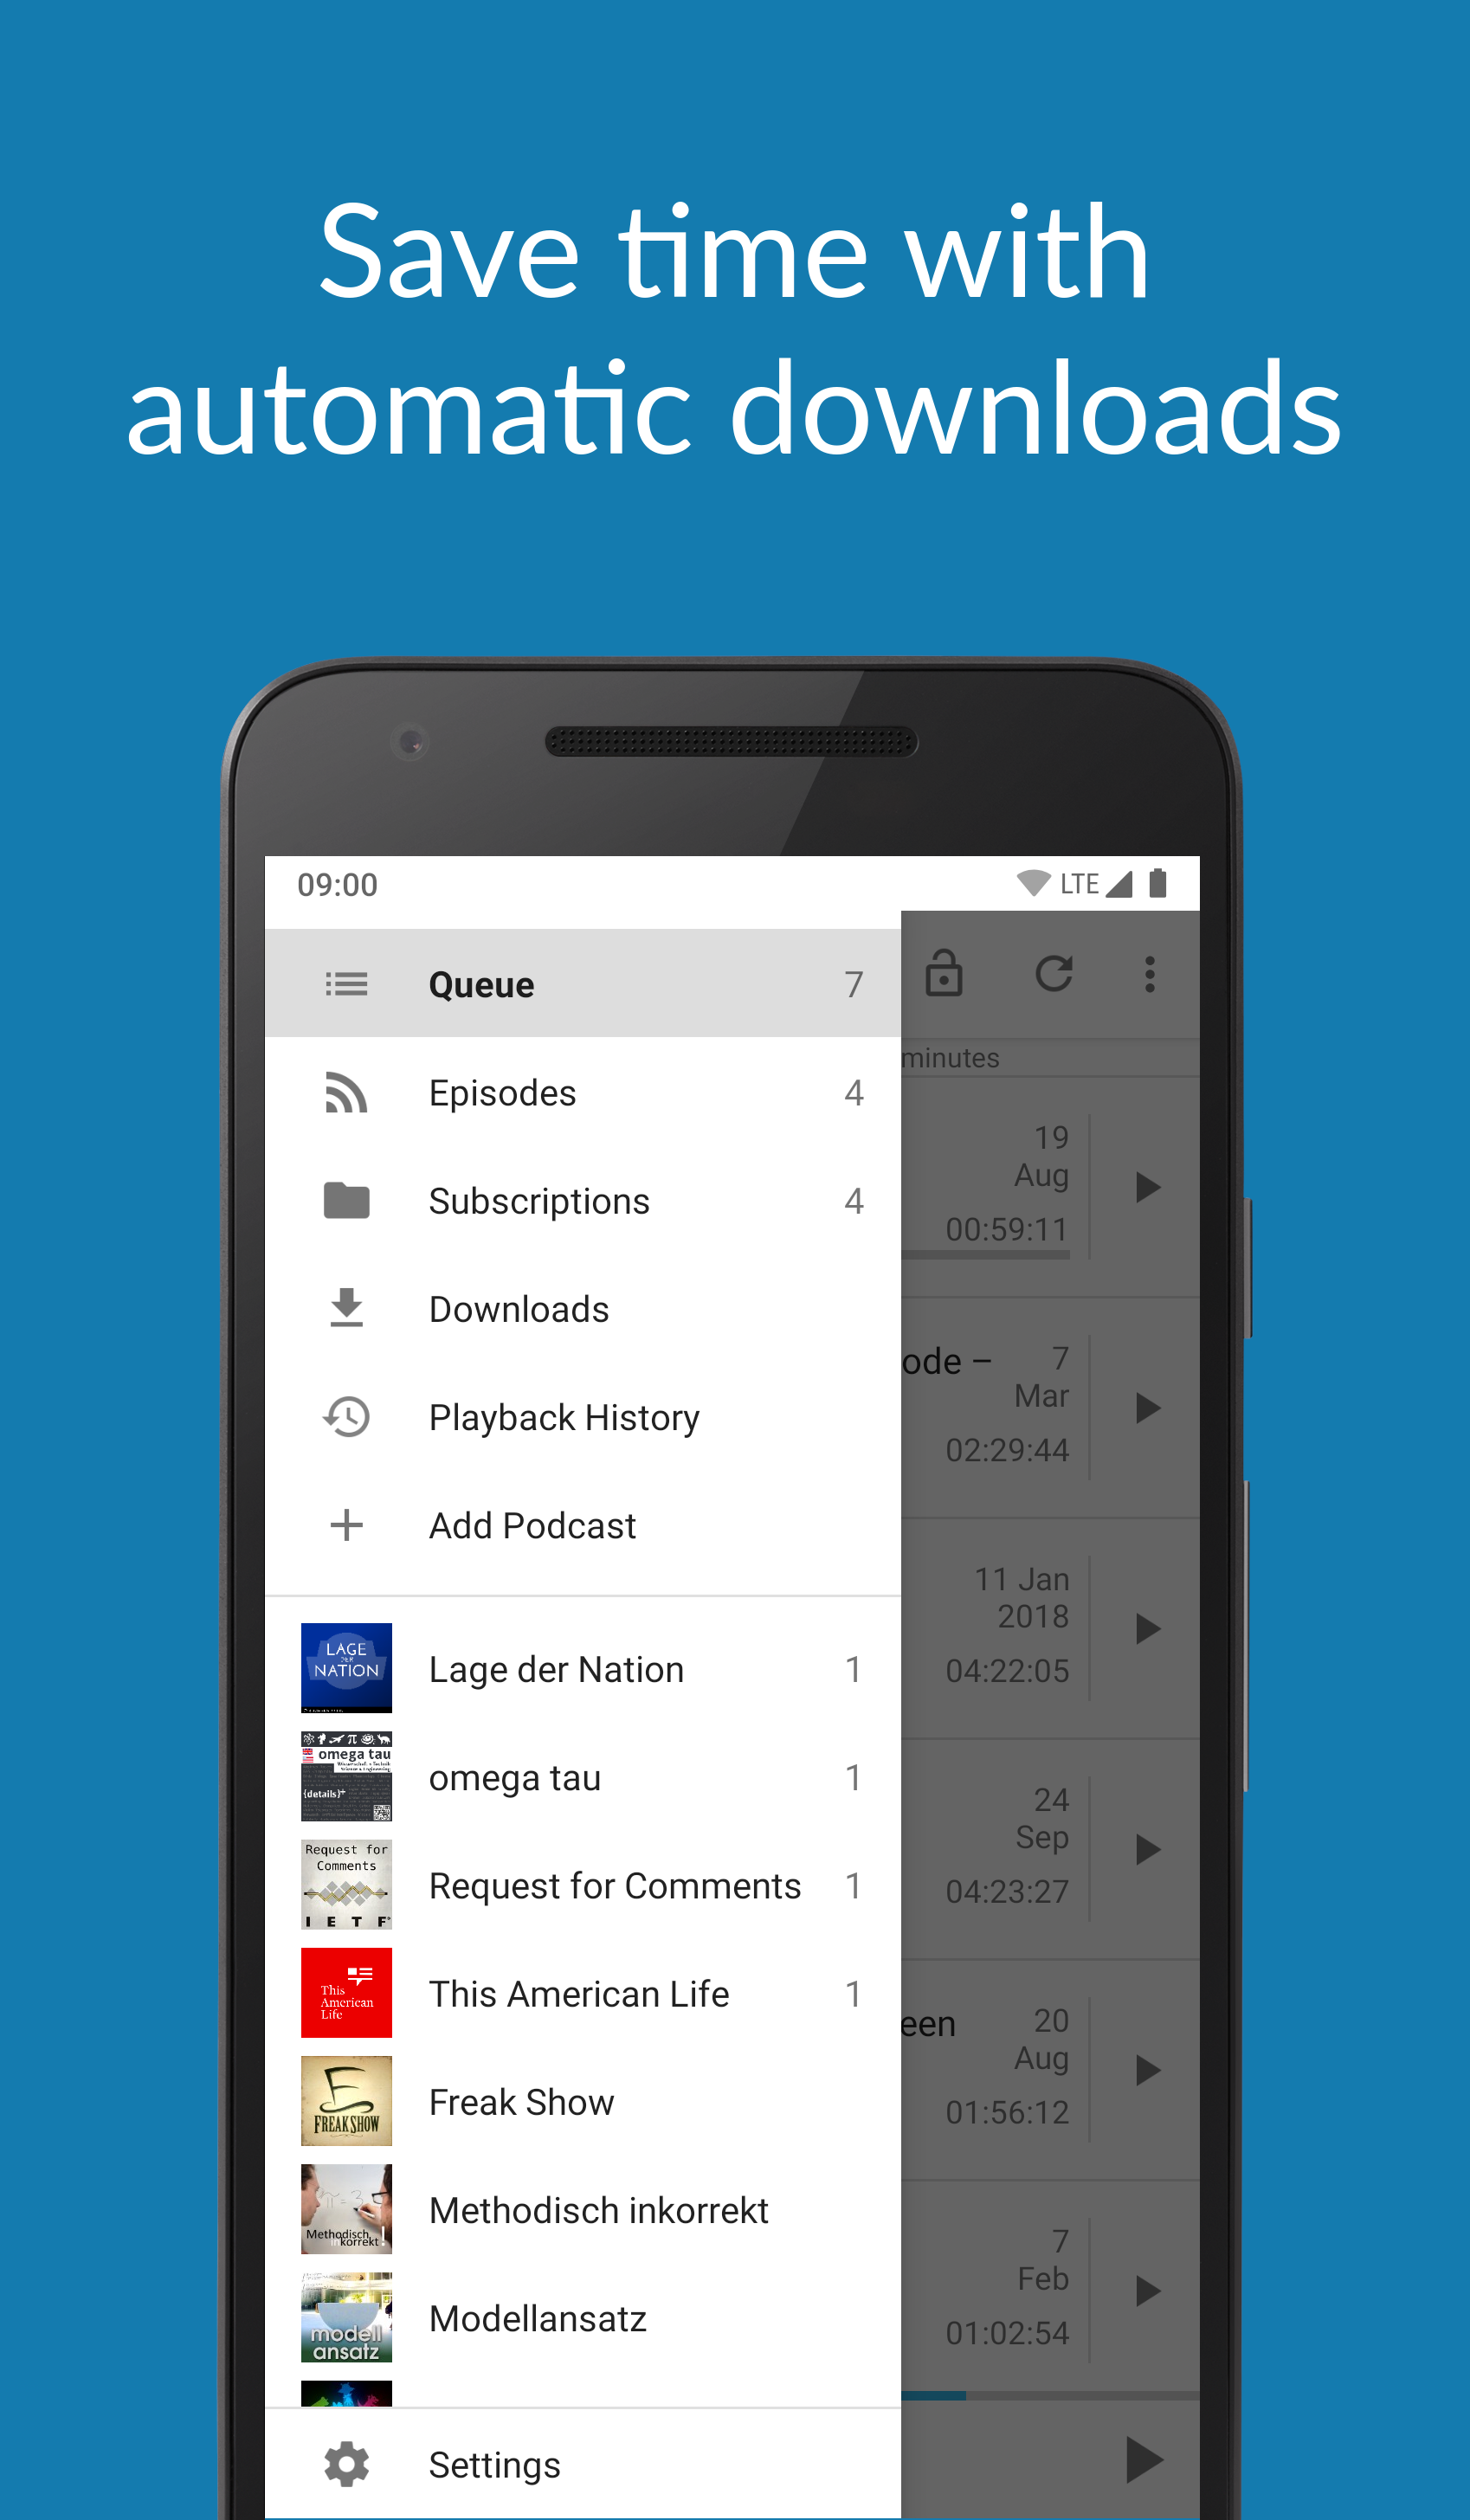 Save time with
automatic downloads
09:00
LTE
Queue 7
Episodes 4
Subscriptions 4
Downloads
Playback History
Add Podcast
LAGE
DER
NATION
Lage der Nation 1
omega tau
{details}+
omega tau 1
Request for
Comments
I E T F
Request for Comments 1
This
American
Life
This American Life 1
FREAK SHOW
Freak Show
Methodisch
inkorrekt!
Methodisch inkorrekt
modell
ansatz
Modellansatz
Settings
minutes
19
Aug
00:59:11
ode – 7
Mar
02:29:44
11 Jan
2018
04:22:05
24
Sep
04:23:27
een 20
Aug
01:56:12
7
Feb
01:02:54